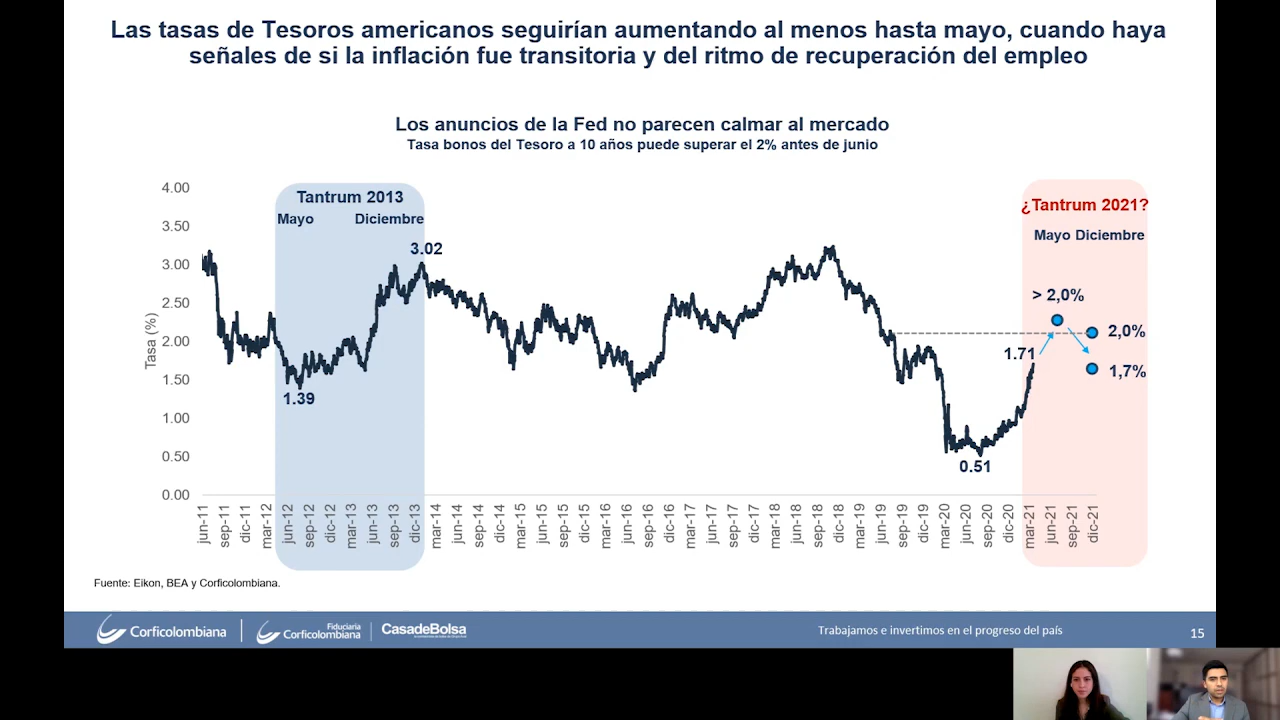 Las tasas de Tesoros americanos seguirían aumentando al menos hasta mayo, cuando haya
señales de si la inflación fue transitoria y del ritmo de recuperación del empleo
Los anuncios de la Fed no parecen calmar al mercado
Tasa bonos del Tesoro a 10 años puede superar el 2% antes de junio
Tantrum 2013
Mayo Diciembre
¿Tantrum 2021?
Mayo Diciembre
Tasa (%)
4.00
3.50
3.00
2.50
2.00
1.50
1.00
0.50
0.00
3.02
1.39
> 2,0%
2,0%
1.71
1,7%
0.51
jun-11
sep-11
dic-11
mar-12
jun-12
sep-12
dic-12
mar-13
jun-13
sep-13
dic-13
mar-14
jun-14
sep-14
dic-14
mar-15
jun-15
sep-15
dic-15
mar-16
jun-16
sep-16
dic-16
mar-17
jun-17
sep-17
dic-17
mar-18
jun-18
sep-18
dic-18
mar-19
jun-19
sep-19
dic-19
mar-20
jun-20
sep-20
dic-20
mar-21
jun-21
sep-21
dic-21
Fuente: Eikon, BEA y Corficolombiana.
Corficolombiana
Fiduciaria
Corficolombiana
CasadeBolsa
Trabajamos e invertimos en el progreso del país
15